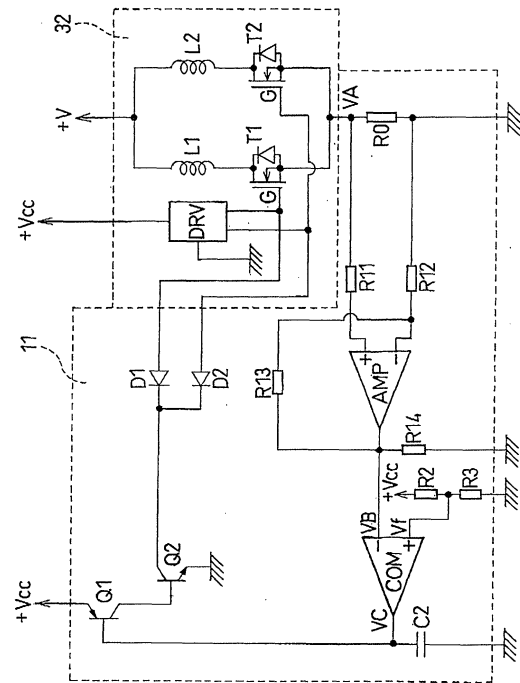 32
+V
L2
T2
G
L1
T1
G
+Vcc
DRV
VA
R0
11
D1
D2
R11
R12
R13
AMP
+
−
R14
+Vcc
R2
R3
VB
Vf
−
+
COM
VC
C2
+Vcc
Q1
Q2